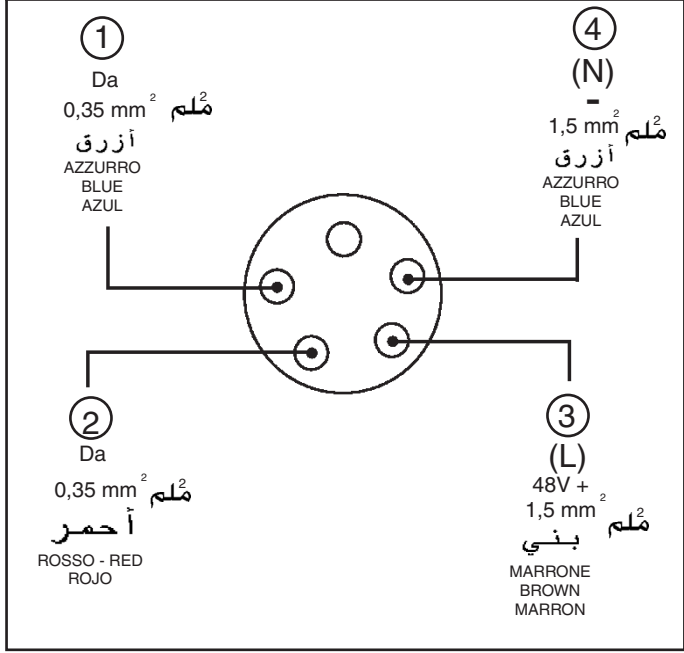 1
Da
0,35 mm² مّلم²
أزرق
AZZURRO
BLUE
AZUL
4
(N)
-
1,5 mm² مّلم²
أزرق
AZZURRO
BLUE
AZUL
2
Da
0,35 mm² مّلم²
أحمر
ROSSO - RED
ROJO
3
(L)
48V +
1,5 mm² مّلم²
بني
MARRONE
BROWN
MARRON